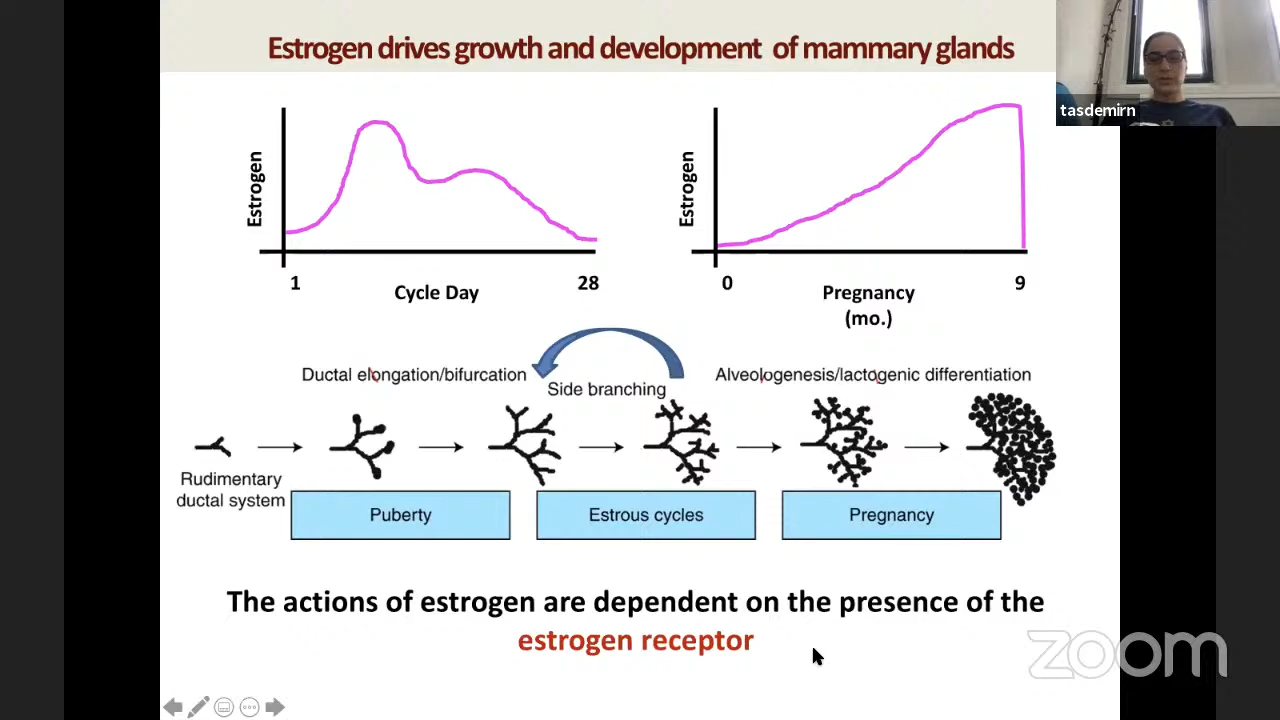 Estrogen drives growth and development of mammary glands
tasdemirn
Estrogen
1
28
Cycle Day
Estrogen
0
9
Pregnancy
(mo.)
Ductal elongation/bifurcation
Side branching
Alveologenesis/lactogenic differentiation
Rudimentary
ductal system
Puberty
Estrous cycles
Pregnancy
The actions of estrogen are dependent on the presence of the
estrogen receptor
zoom